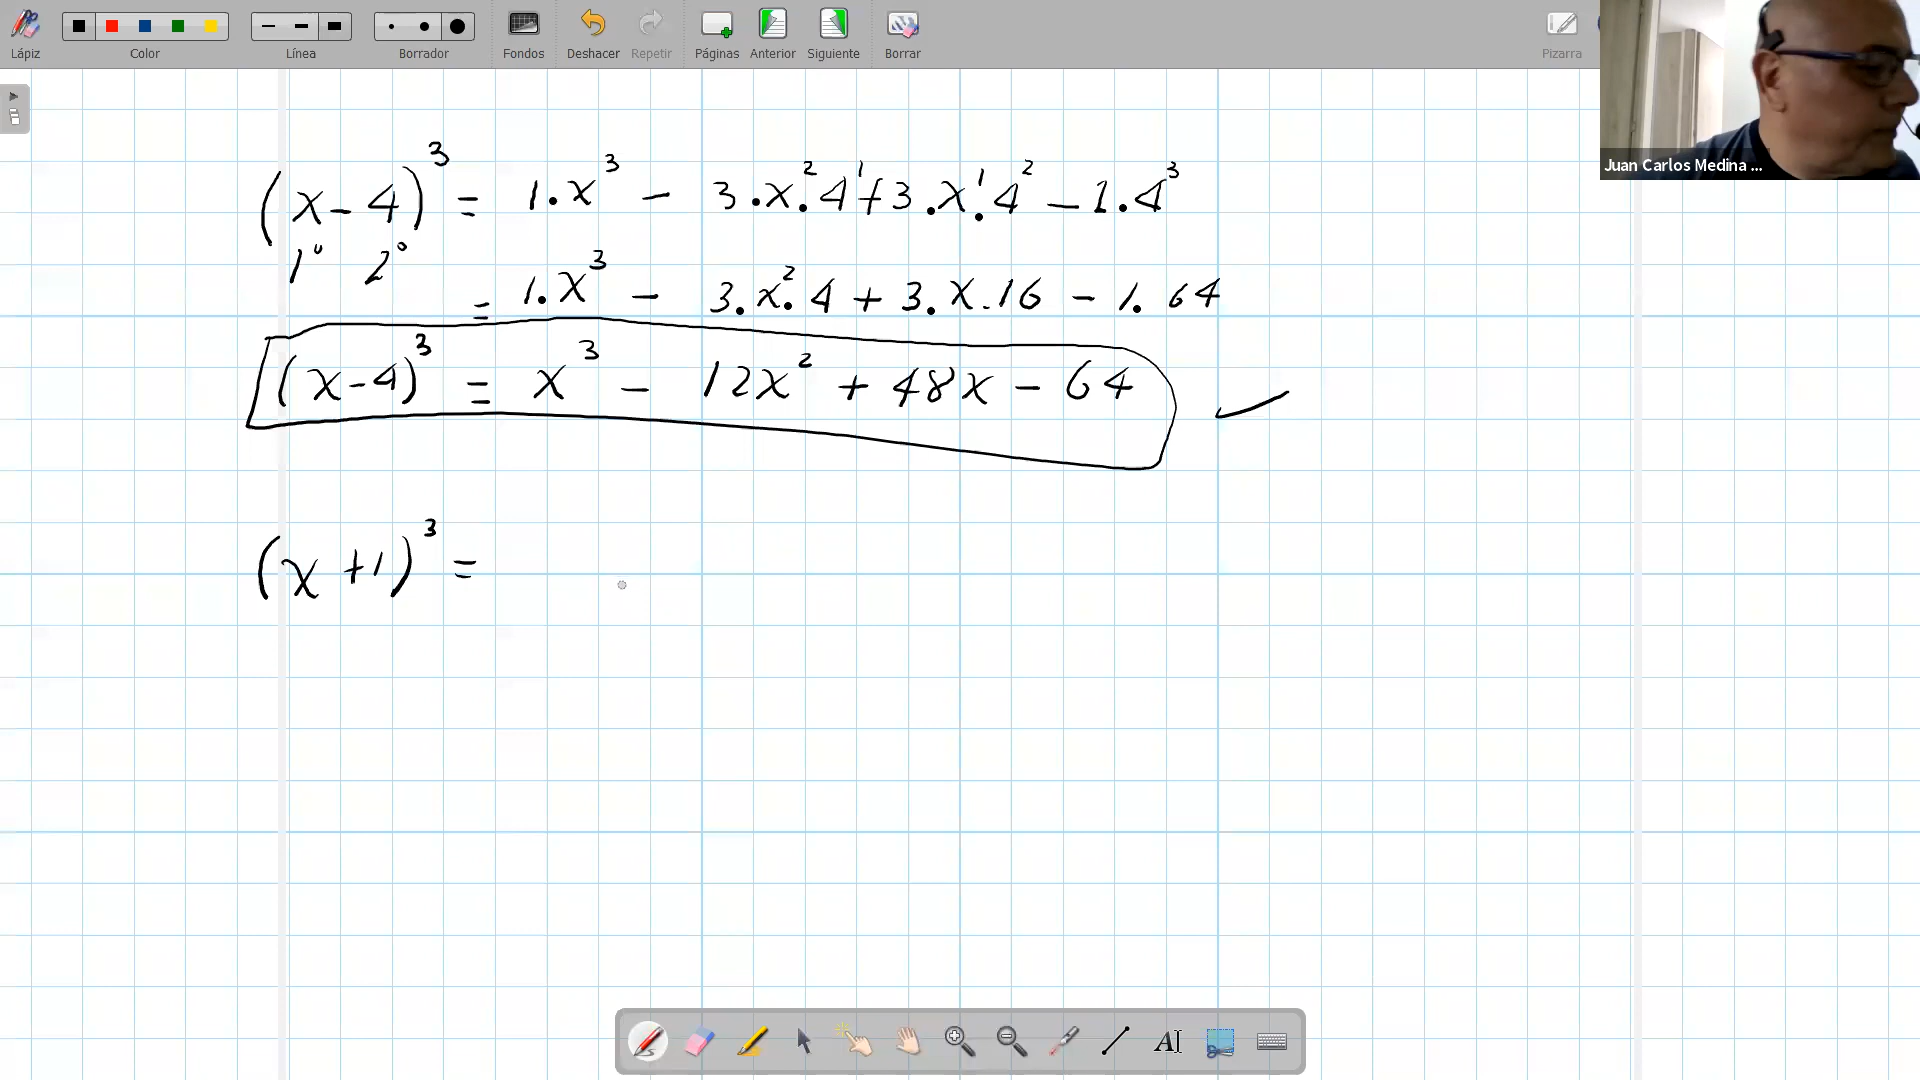 Lápiz Color Línea Borrador Fondos Deshacer Repetir Páginas Anterior Siguiente Borrar Pizarra
Juan Carlos Medina ...
(x-4)³ = 1.x³ - 3.x².4¹+3.x¹.4² - 1.4³
1° 2°
= 1.x³ - 3.x².4 + 3.x.16 - 1.64
(x-4)³ = x³ - 12x² + 48x - 64 ✓
(x+1)³ =